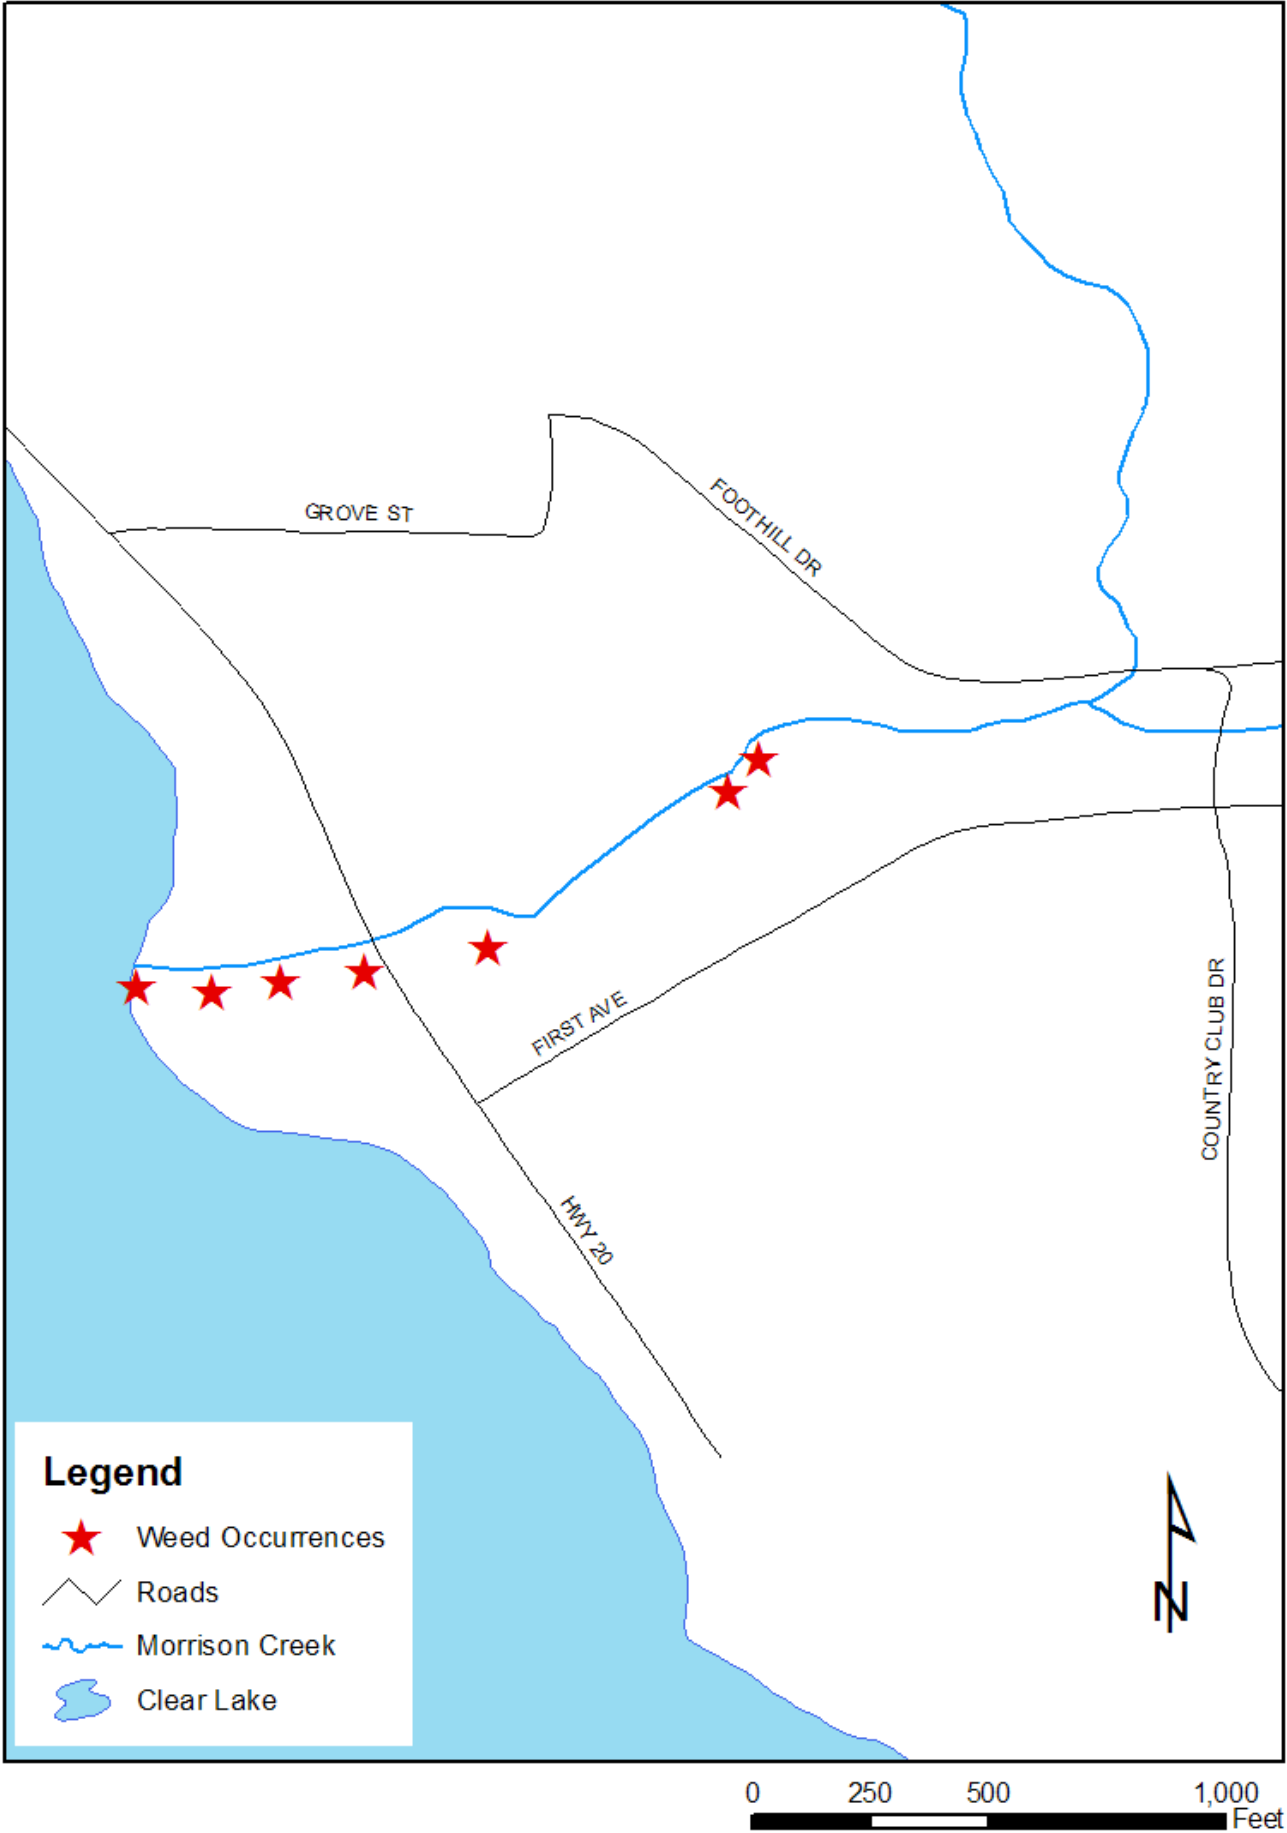 GROVE ST
FOOTHILL DR
FIRST AVE
COUNTRY CLUB DR
HWY 20
Legend
Weed Occurrences
Roads
Morrison Creek
Clear Lake
N
0 250 500 1,000
Feet